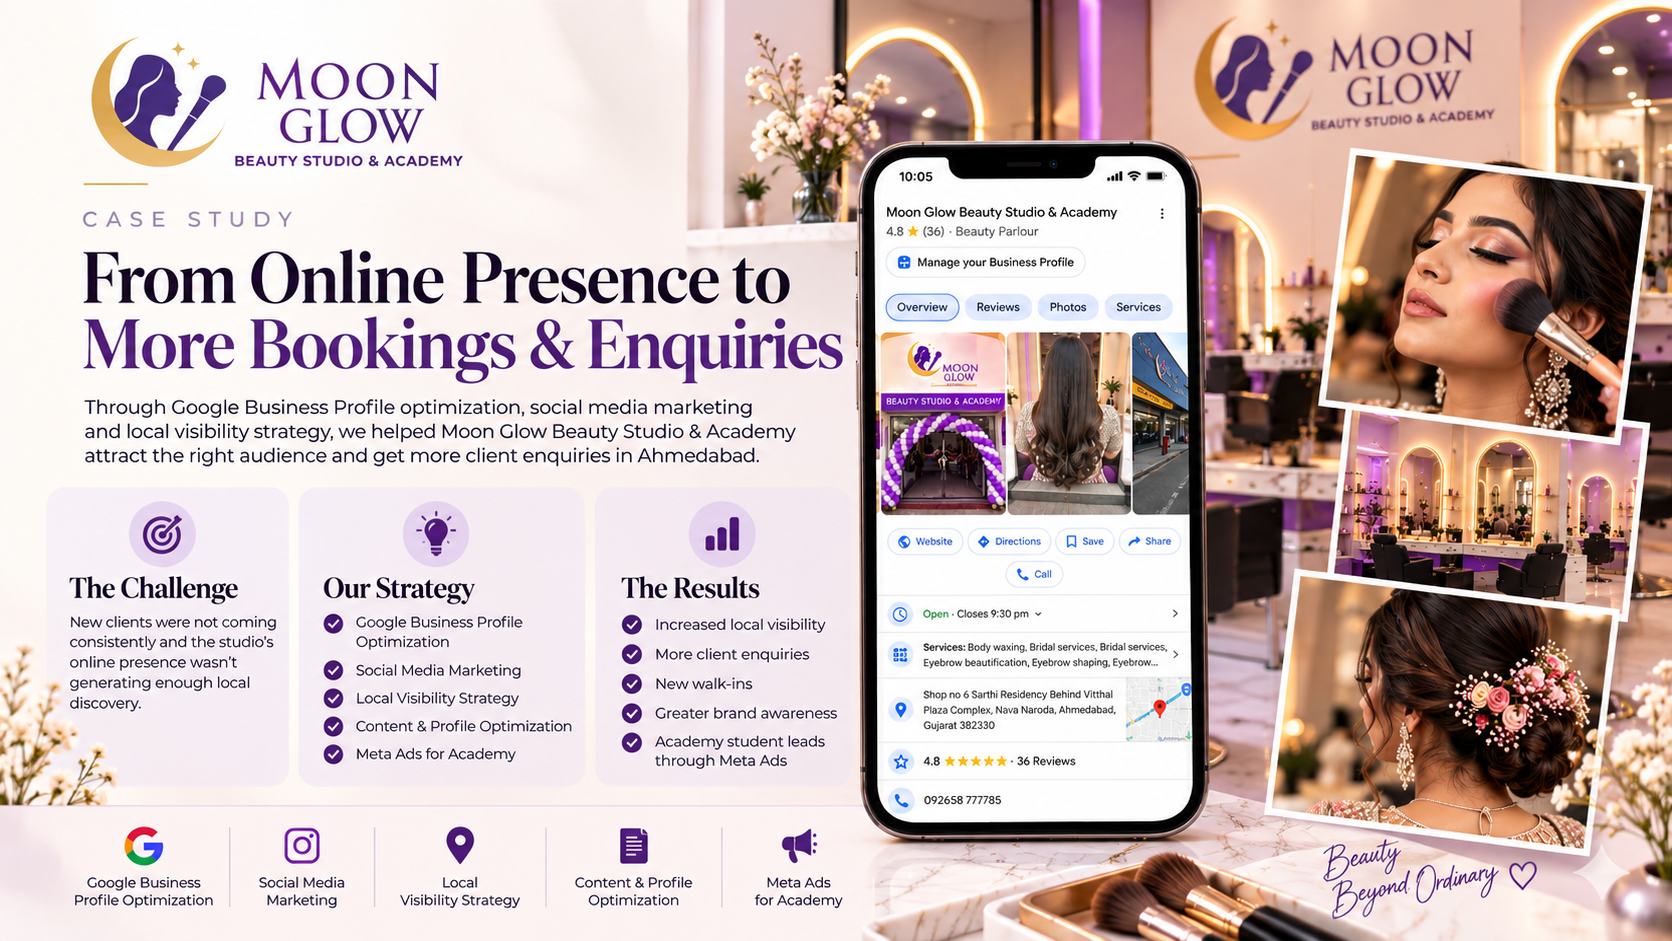 MOON
GLOW
BEAUTY STUDIO & ACADEMY
CASE STUDY
From Online Presence to
More Bookings & Enquiries
Through Google Business Profile optimization, social media marketing
and local visibility strategy, we helped Moon Glow Beauty Studio & Academy
attract the right audience and get more client enquiries in Ahmedabad.
The Challenge
New clients were not coming
consistently and the studio's
online presence wasn't
generating enough local
discovery.
Our Strategy
Google Business Profile
Optimization
Social Media Marketing
Local Visibility Strategy
Content & Profile Optimization
Meta Ads for Academy
The Results
Increased local visibility
More client enquiries
New walk-ins
Greater brand awareness
Academy student leads
through Meta Ads
Google Business
Profile Optimization
Social Media
Marketing
Local
Visibility Strategy
Content & Profile
Optimization
Meta Ads
for Academy
10:05
Moon Glow Beauty Studio & Academy
4.8 ★ (36) · Beauty Parlour
Manage your Business Profile
Overview Reviews Photos Services
MOON
GLOW
BEAUTY STUDIO & ACADEMY
Website Directions Save Share
Call
Open · Closes 9:30 pm
Services: Body waxing, Bridal services, Bridal services,
Eyebrow beautification, Eyebrow shaping, Eyebrow...
Shop no 6 Sarthi Residency Behind Vitthal
Plaza Complex, Nava Naroda, Ahmedabad,
Gujarat 382330
4.8 ★★★★★ · 36 Reviews
092658 777785
MOON
GLOW
BEAUTY STUDIO & ACADEMY
Beauty
Beyond Ordinary